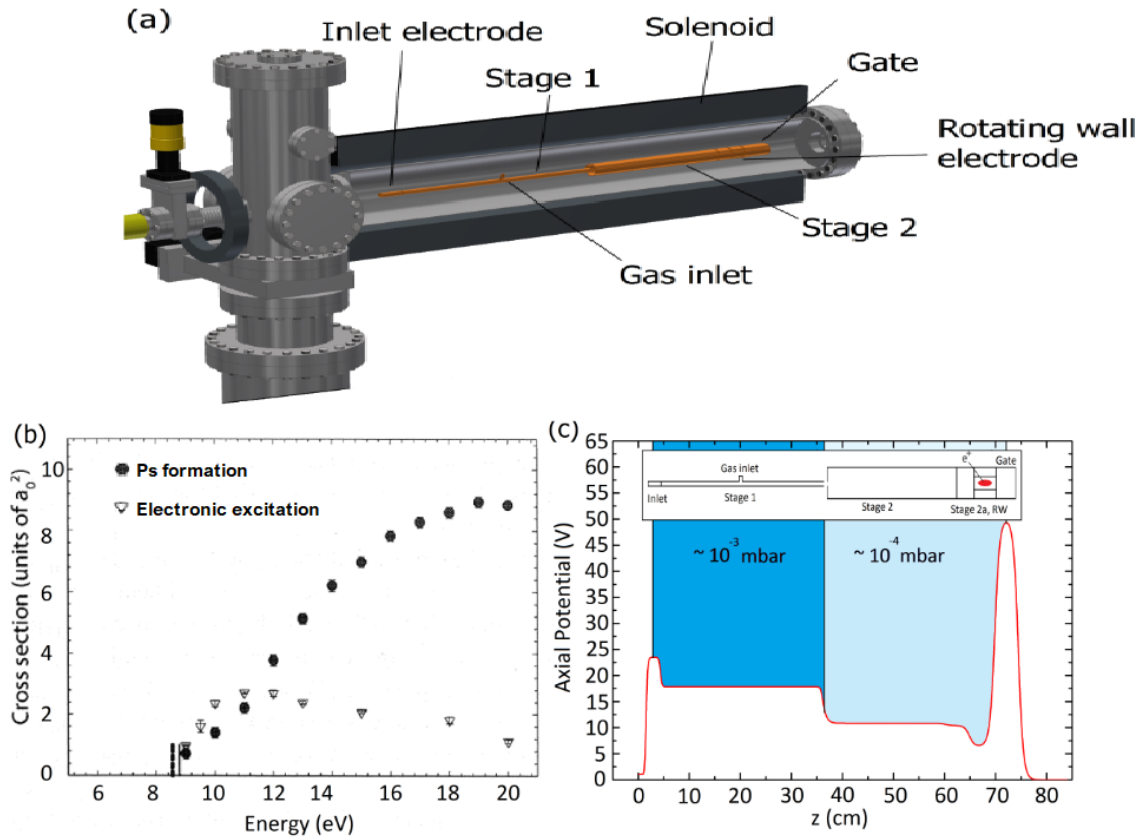 (a)
Inlet electrode
Stage 1
Solenoid
Gate
Rotating wall
electrode
Stage 2
Gas inlet
(b)
Cross section (units of a₀²)
10
8
6
4
2
0
Ps formation
Electronic excitation
6 8 10 12 14 16 18 20
Energy (eV)
(c)
Axial Potential (V)
65
60
55
50
45
40
35
30
25
20
15
10
5
0
Gas inlet
Inlet
Stage 1
Stage 2
e⁺
Gate
Stage 2a, RW
~ 10⁻³ mbar
~ 10⁻⁴ mbar
0 10 20 30 40 50 60 70 80
z (cm)